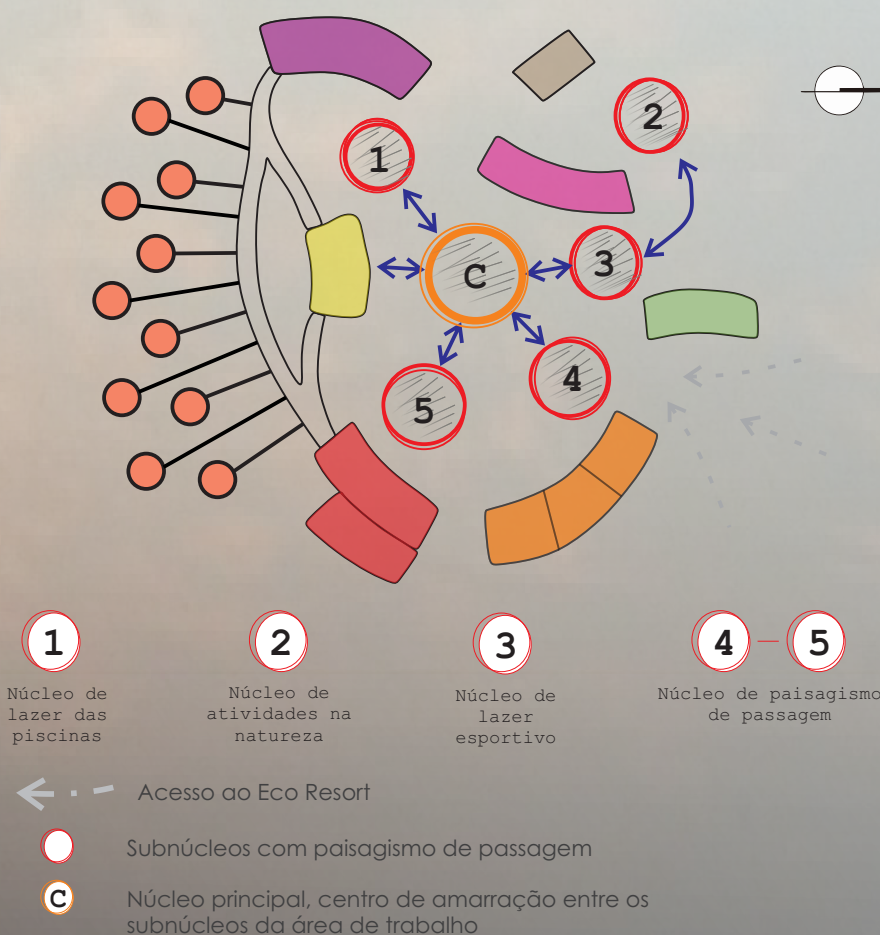 2
1
3
C
4
5
1
2
3
4
5
Núcleo de
lazer das
piscinas
Núcleo de
atividades na
natureza
Núcleo de
lazer
esportivo
Núcleo de paisagismo
de passagem
Acesso ao Eco Resort
Subnúcleos com paisagismo de passagem
C
Núcleo principal, centro de amarração entre os
subnúcleos da área de trabalho